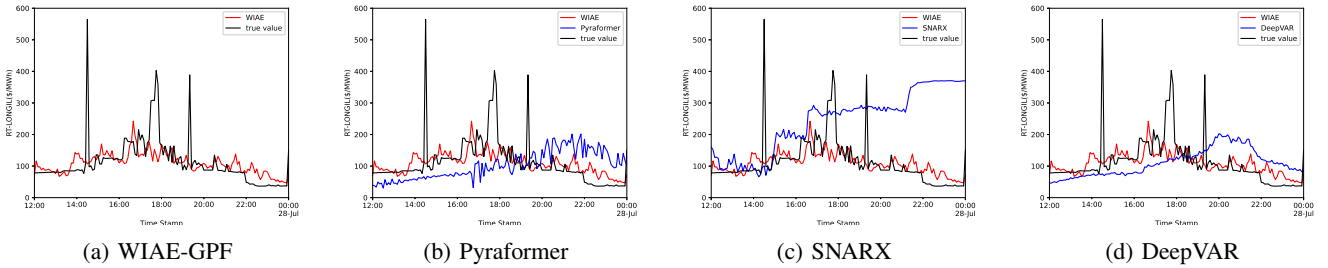 600
500
400
300
200
100
0
RT-LONGIL($/MWh)
12:00 14:00 16:00 18:00 20:00 22:00 00:00
28-Jul
Time Stamp
WIAE
true value
(a) WIAE-GPF
600
500
400
300
200
100
0
RT-LONGIL($/MWh)
12:00 14:00 16:00 18:00 20:00 22:00 00:00
28-Jul
Time Stamp
WIAE
Pyraformer
true value
(b) Pyraformer
600
500
400
300
200
100
0
RT-LONGIL($/MWh)
12:00 14:00 16:00 18:00 20:00 22:00 00:00
28-Jul
Time Stamp
WIAE
SNARX
true value
(c) SNARX
600
500
400
300
200
100
0
RT-LONGIL($/MWh)
12:00 14:00 16:00 18:00 20:00 22:00 00:00
28-Jul
Time Stamp
WIAE
DeepVAR
true value
(d) DeepVAR